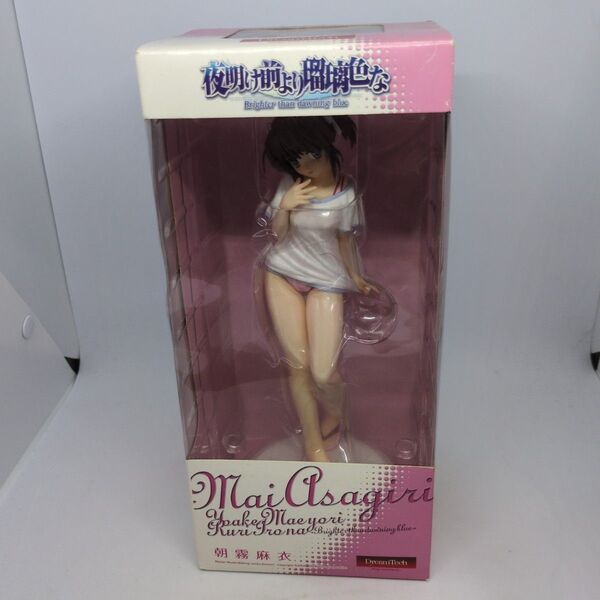 夜明け前より瑠璃色な
Brighter than dawning blue
Mai Asagiri
Yoake Mae yori
Ruri Iro na -Brighter than dawning blue-
朝霧麻衣
DreamTech